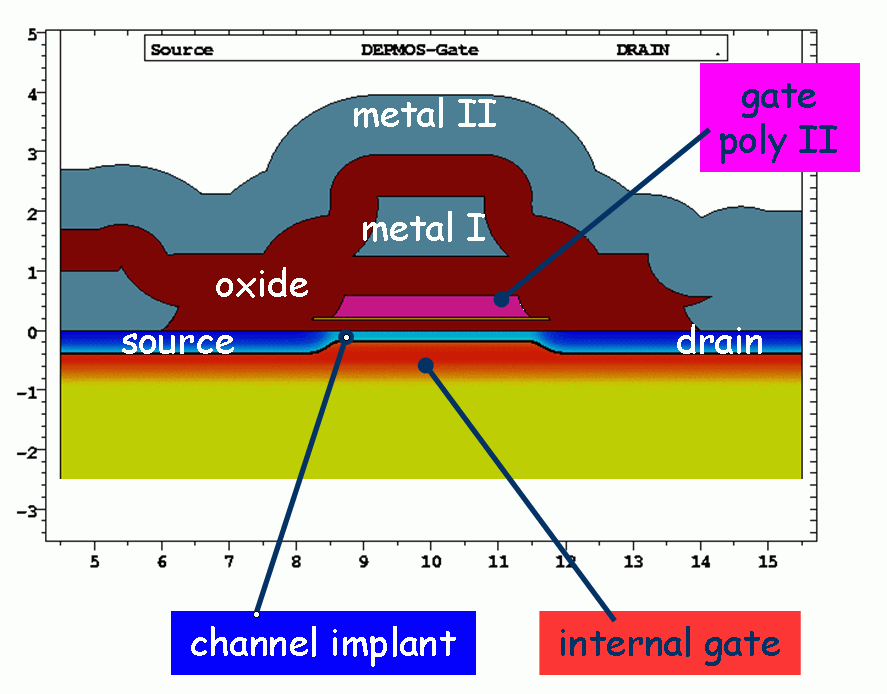 Source DEPMOS-Gate DRAIN .
5
4
3
2
1
0
-1
-2
-3
metal II
gate
poly II
metal I
oxide
source
drain
5 6 7 8 9 10 11 12 13 14 15
channel implant
internal gate